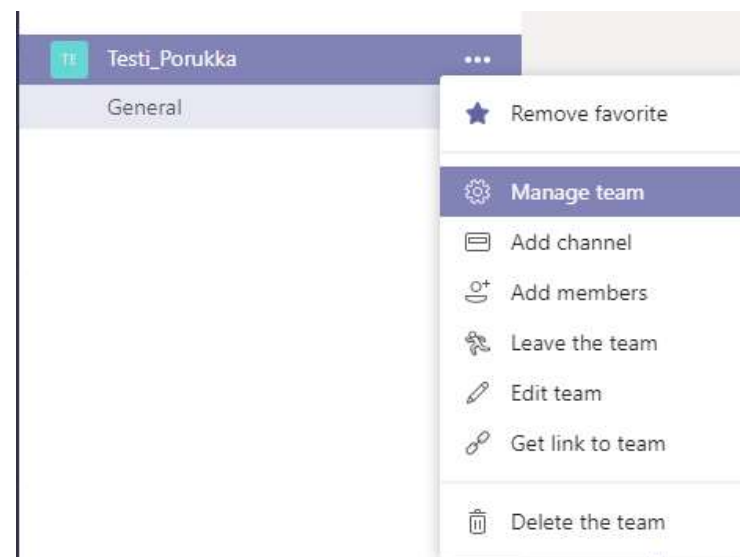 TE Testi_Porukka ...
General
Remove favorite
Manage team
Add channel
Add members
Leave the team
Edit team
Get link to team
Delete the team